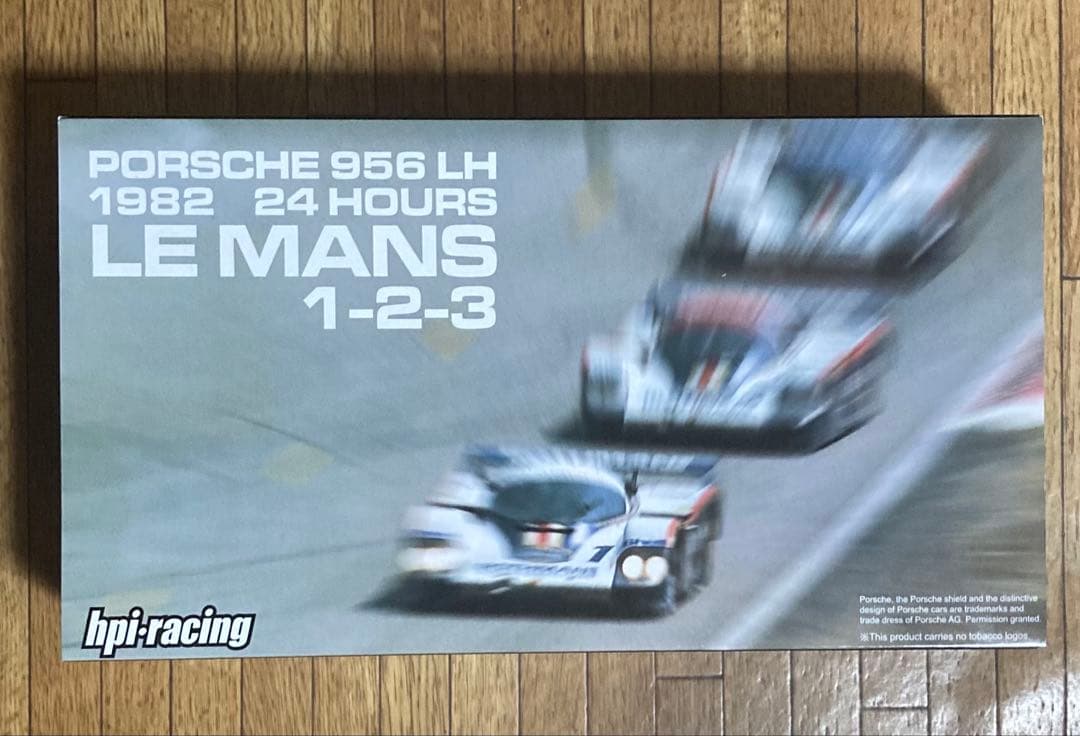 PORSCHE 956 LH
1982 24 HOURS
LE MANS
1-2-3
1
hpi·racing
Porsche, the Porsche shield and the distinctive
design of Porsche cars are trademarks and
trade dress of Porsche AG. Permission granted.
※This product carries no tobacco logos.